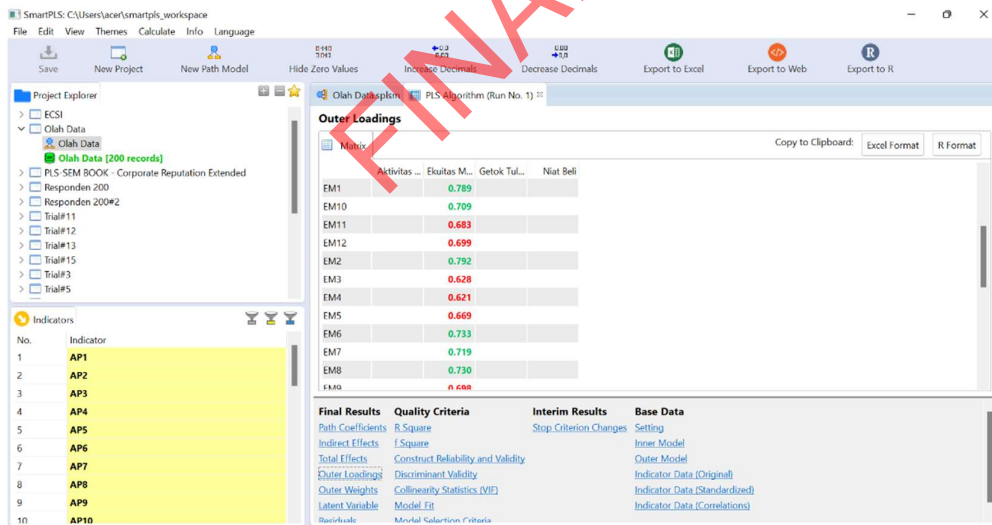 SmartPLS: C:\Users\acer\smartpls_workspace
File Edit View Themes Calculate Info Language
Save New Project New Path Model Hide Zero Values Increase Decimals Decrease Decimals Export to Excel Export to Web Export to R
Project Explorer
ECSI
Olah Data
Olah Data
Olah Data [200 records]
PLS-SEM BOOK - Corporate Reputation Extended
Responden 200
Responden 200#2
Trial#11
Trial#12
Trial#13
Trial#15
Trial#3
Trial#5
Indicators
No. Indicator
1 AP1
2 AP2
3 AP3
4 AP4
5 AP5
6 AP6
7 AP7
8 AP8
9 AP9
10 AP10
Olah Data.splsm PLS Algorithm (Run No. 1)
Outer Loadings
Matrix Copy to Clipboard: Excel Format R Format
Aktivitas ... Ekuitas M... Getok Tul... Niat Beli
EM1 0.789
EM10 0.709
EM11 0.683
EM12 0.699
EM2 0.792
EM3 0.628
EM4 0.621
EM5 0.669
EM6 0.733
EM7 0.719
EM8 0.730
EM9 0.698
Final Results Quality Criteria Interim Results Base Data
Path Coefficients R Square Stop Criterion Changes Setting
Indirect Effects f Square Inner Model
Total Effects Construct Reliability and Validity Outer Model
Outer Loadings Discriminant Validity Indicator Data (Original)
Outer Weights Collinearity Statistics (VIF) Indicator Data (Standardized)
Latent Variable Model Fit Indicator Data (Correlations)
Residuals Model Selection Criteria
FINA